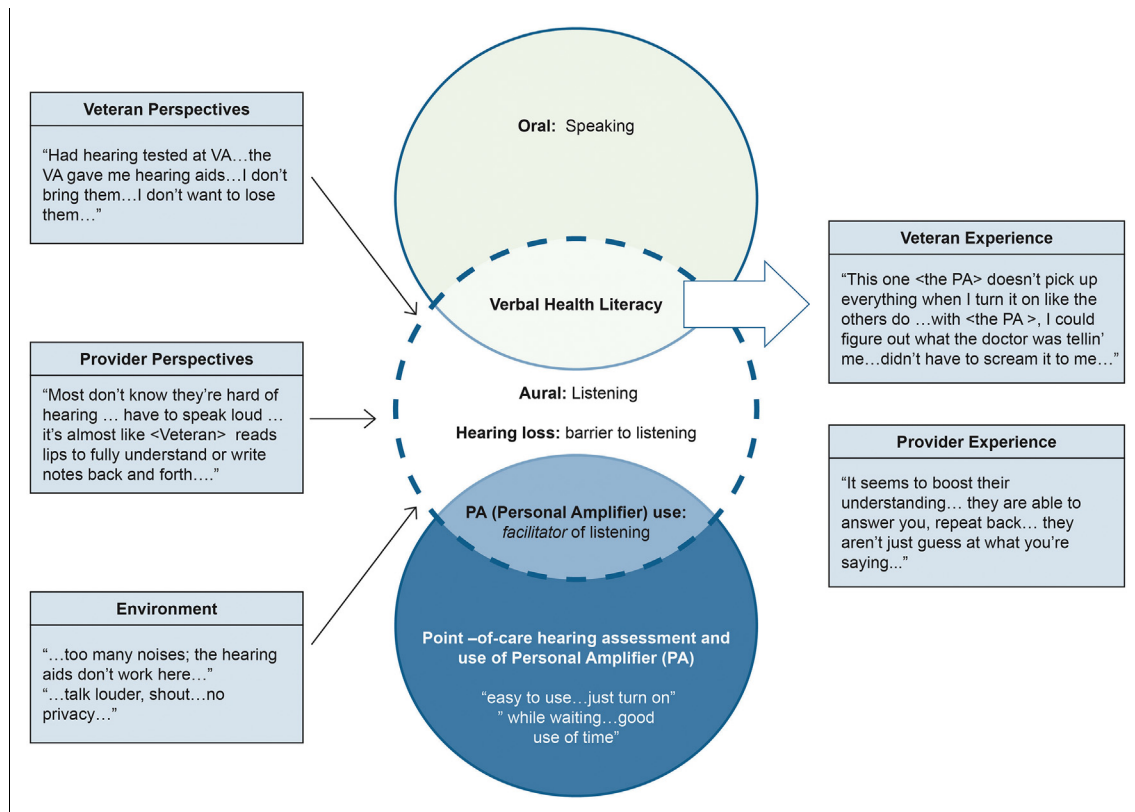 Veteran Perspectives
“Had hearing tested at VA…the
VA gave me hearing aids…I don’t
bring them…I don’t want to lose
them…”
Provider Perspectives
“Most don’t know they’re hard of
hearing … have to speak loud …
it’s almost like <Veteran> reads
lips to fully understand or write
notes back and forth….”
Environment
“…too many noises; the hearing
aids don’t work here…”
“…talk louder, shout…no
privacy…”
Oral: Speaking
Verbal Health Literacy
Aural: Listening
Hearing loss: barrier to listening
PA (Personal Amplifier) use:
facilitator of listening
Point –of-care hearing assessment and
use of Personal Amplifier (PA)
“easy to use…just turn on”
” while waiting…good
use of time”
Veteran Experience
“This one <the PA> doesn’t pick up
everything when I turn it on like the
others do …with <the PA >, I could
figure out what the doctor was tellin’
me…didn’t have to scream it to me…”
Provider Experience
“It seems to boost their
understanding… they are able to
answer you, repeat back… they
aren’t just guess at what you’re
saying...”